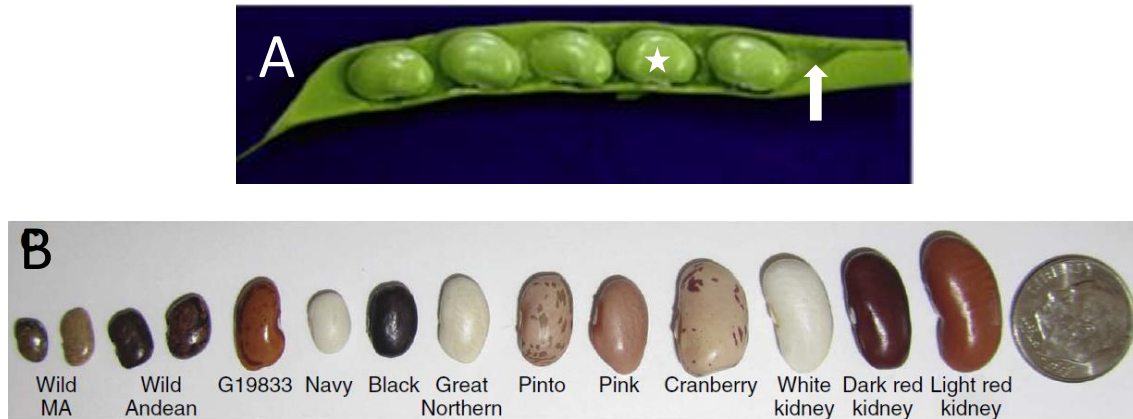 A
B
Wild
MA
Wild
Andean
G19833
Navy
Black
Great
Northern
Pinto
Pink
Cranberry
White
kidney
Dark red
kidney
Light red
kidney